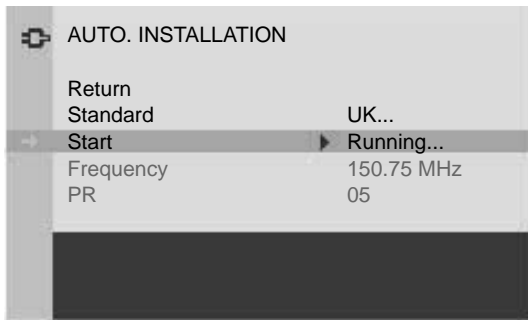 AUTO. INSTALLATION
Return
Standard UK...
Start Running...
Frequency 150.75 MHz
PR 05